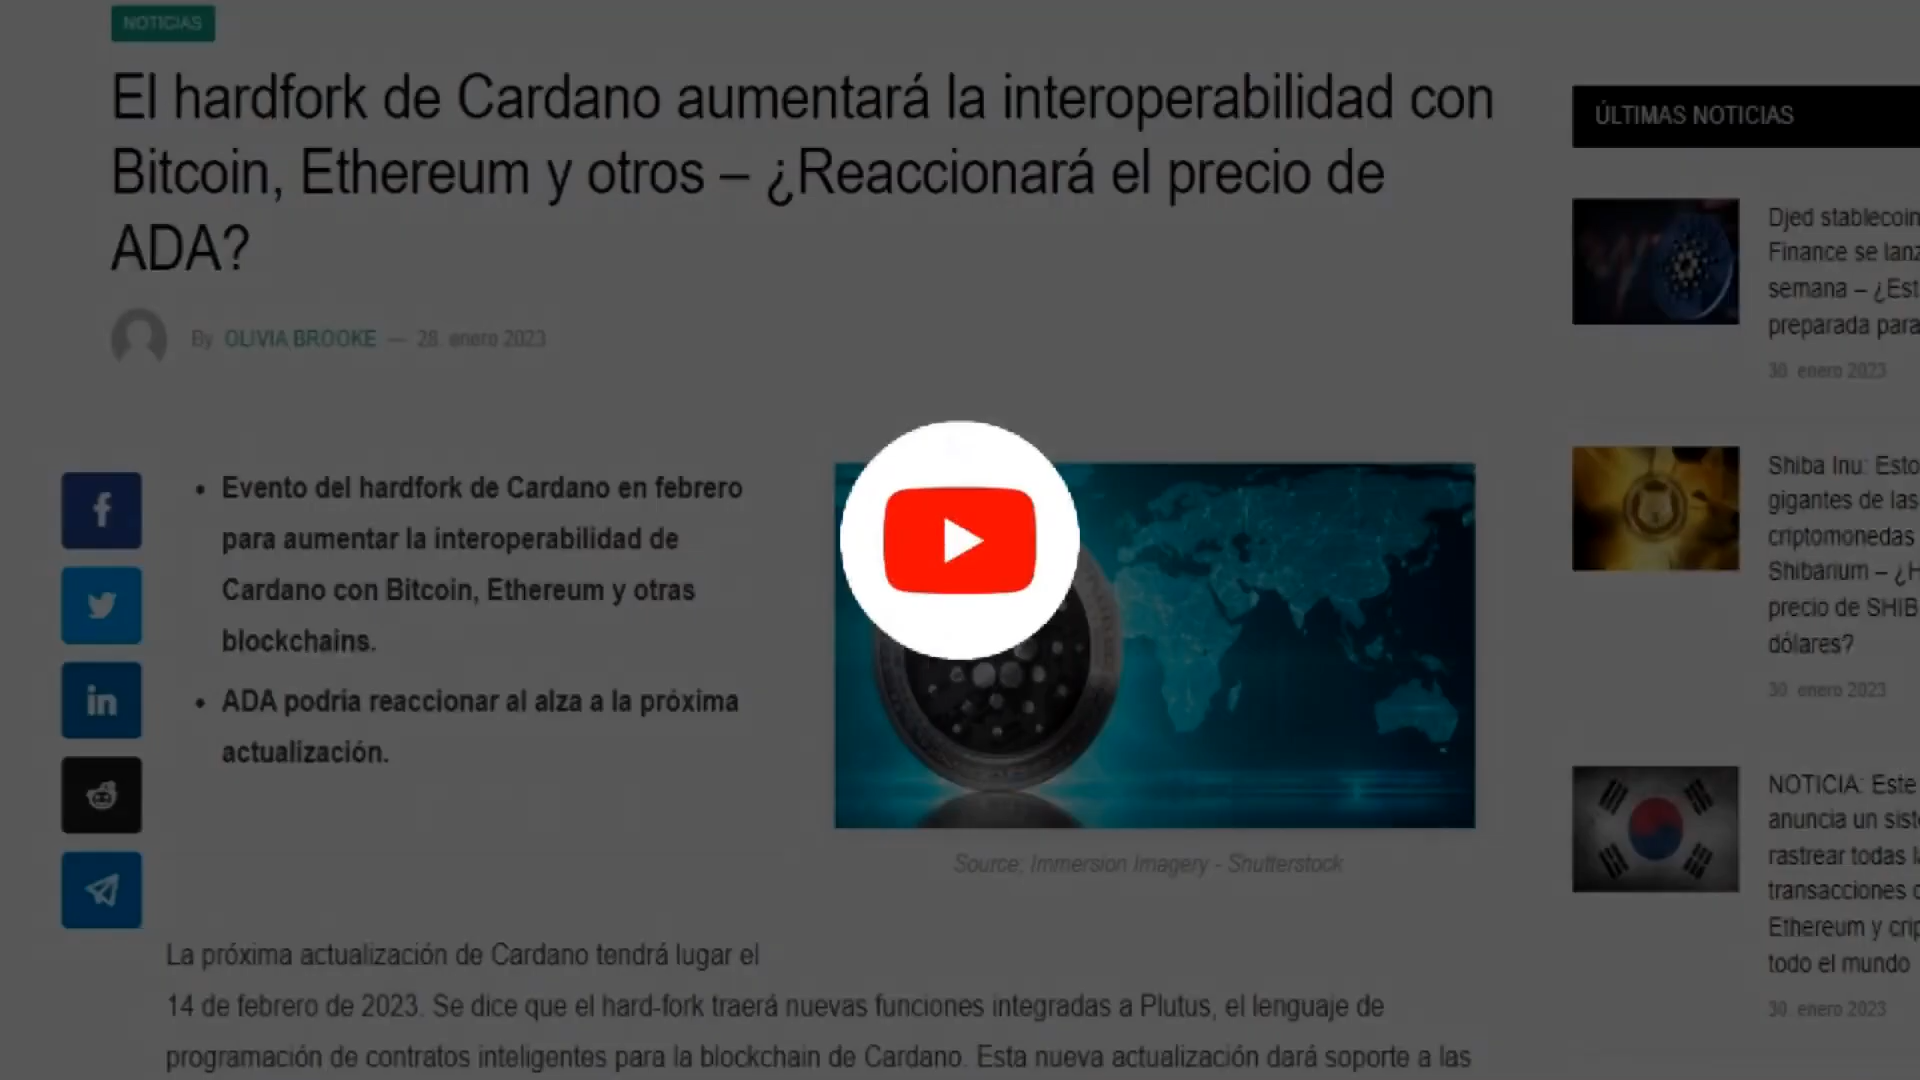 NOTICIAS
El hardfork de Cardano aumentará la interoperabilidad con
Bitcoin, Ethereum y otros – ¿Reaccionará el precio de
ADA?
By OLIVIA BROOKE — 28. enero 2023
• Evento del hardfork de Cardano en febrero
para aumentar la interoperabilidad de
Cardano con Bitcoin, Ethereum y otras
blockchains.
• ADA podría reaccionar al alza a la próxima
actualización.
Source: Immersion Imagery - Shutterstock
La próxima actualización de Cardano tendrá lugar el
14 de febrero de 2023. Se dice que el hard-fork traerá nuevas funciones integradas a Plutus, el lenguaje de
programación de contratos inteligentes para la blockchain de Cardano. Esta nueva actualización dará soporte a las
ÚLTIMAS NOTICIAS
Djed stablecoin
Finance se lanz
semana – ¿Est
preparada para
30. enero 2023
Shiba Inu: Esto
gigantes de las
criptomonedas
Shibarium – ¿H
precio de SHIB
dólares?
30. enero 2023
NOTICIA: Este
anuncia un sist
rastrear todas l
transacciones
Ethereum y crip
todo el mundo
30. enero 2023